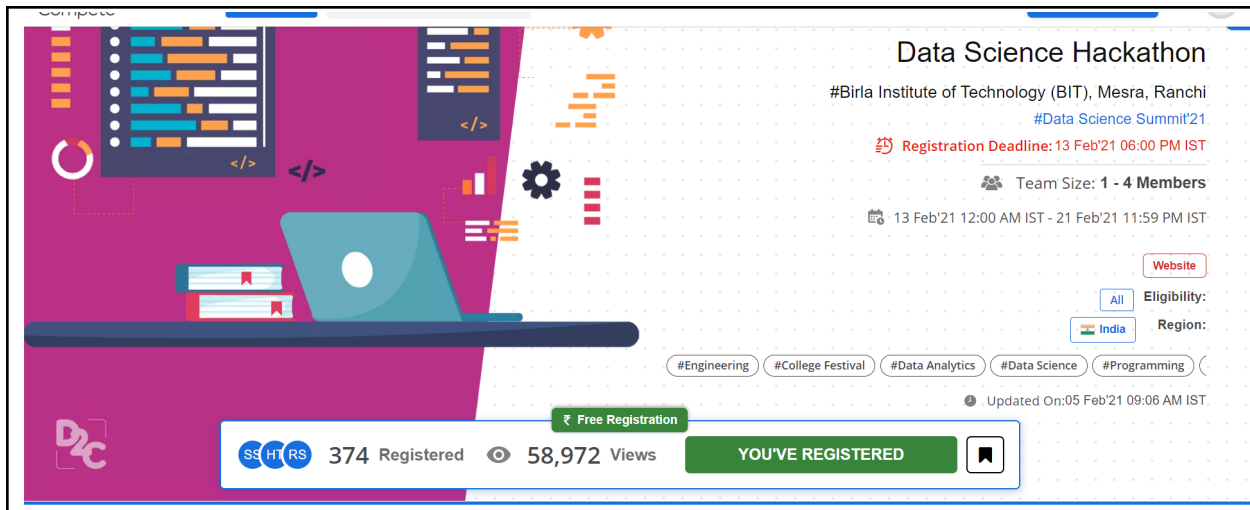 Compete
</>
</>
</>
Data Science Hackathon
#Birla Institute of Technology (BIT), Mesra, Ranchi
#Data Science Summit'21
Registration Deadline: 13 Feb'21 06:00 PM IST
Team Size: 1 - 4 Members
13 Feb'21 12:00 AM IST - 21 Feb'21 11:59 PM IST
Website
All Eligibility:
India Region:
#Engineering #College Festival #Data Analytics #Data Science #Programming
Updated On:05 Feb'21 09:06 AM IST
D2C
₹ Free Registration
SS HT RS 374 Registered 58,972 Views YOU'VE REGISTERED